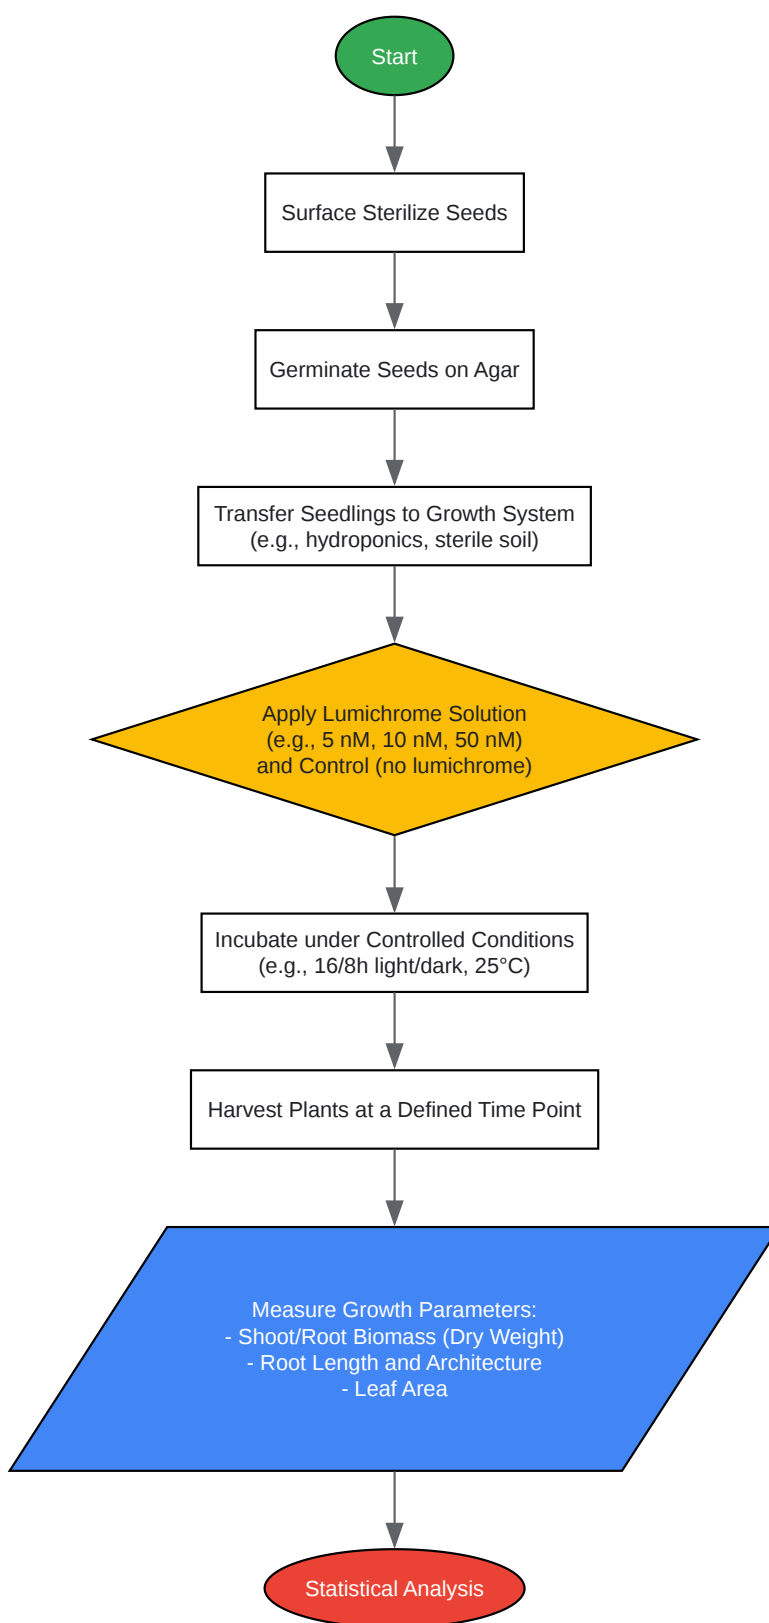 Start
Surface Sterilize Seeds
Germinate Seeds on Agar
Transfer Seedlings to Growth System
(e.g., hydroponics, sterile soil)
Apply Lumichrome Solution
(e.g., 5 nM, 10 nM, 50 nM)
and Control (no lumichrome)
Incubate under Controlled Conditions
(e.g., 16/8h light/dark, 25°C)
Harvest Plants at a Defined Time Point
Measure Growth Parameters:
- Shoot/Root Biomass (Dry Weight)
- Root Length and Architecture
- Leaf Area
Statistical Analysis